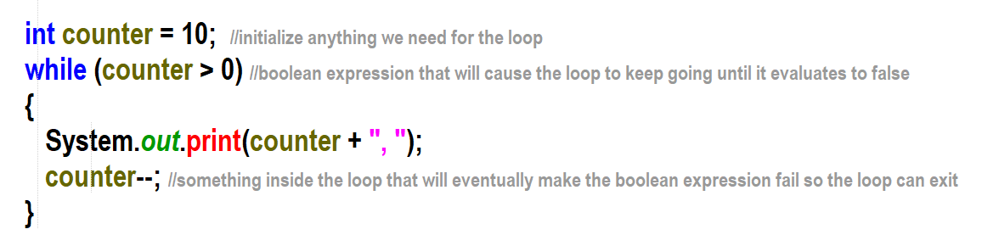 int counter = 10; //initialize anything we need for the loop
while (counter > 0) //boolean expression that will cause the loop to keep going until it evaluates to false
{
System.out.print(counter + ", ");
counter--; //something inside the loop that will eventually make the boolean expression fail so the loop can exit
}